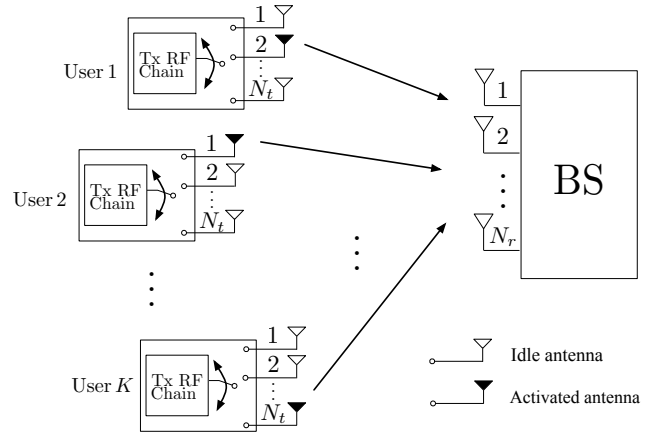 User 1
Tx RF
Chain
1
2
N_t
User 2
Tx RF
Chain
1
2
N_t
User K
Tx RF
Chain
1
2
N_t
1
2
N_r
BS
Idle antenna
Activated antenna